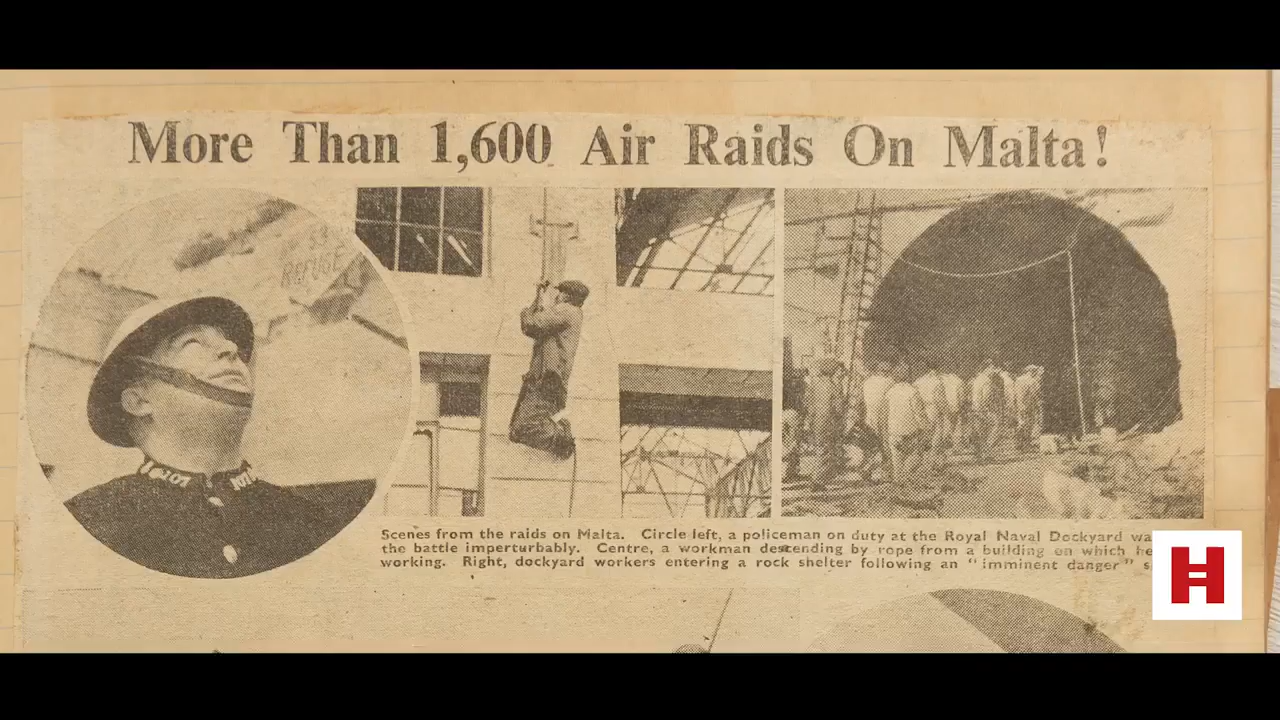 More Than 1,600 Air Raids On Malta!
REFUGE
Scenes from the raids on Malta. Circle left, a policeman on duty at the Royal Naval Dockyard
the battle imperturbably. Centre, a workman descending by rope from a building on which
working. Right, dockyard workers entering a rock shelter following an "imminent danger"
H